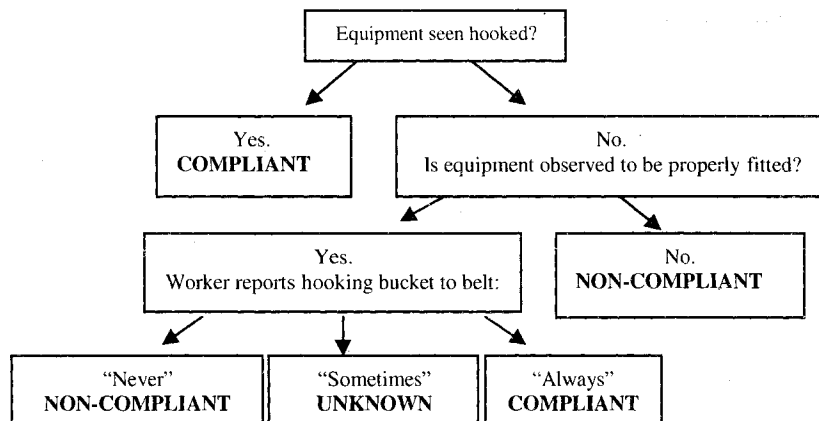 Equipment seen hooked?
Yes.
COMPLIANT
No.
Is equipment observed to be properly fitted?
Yes.
Worker reports hooking bucket to belt:
No.
NON-COMPLIANT
“Never”
NON-COMPLIANT
“Sometimes”
UNKNOWN
“Always”
COMPLIANT